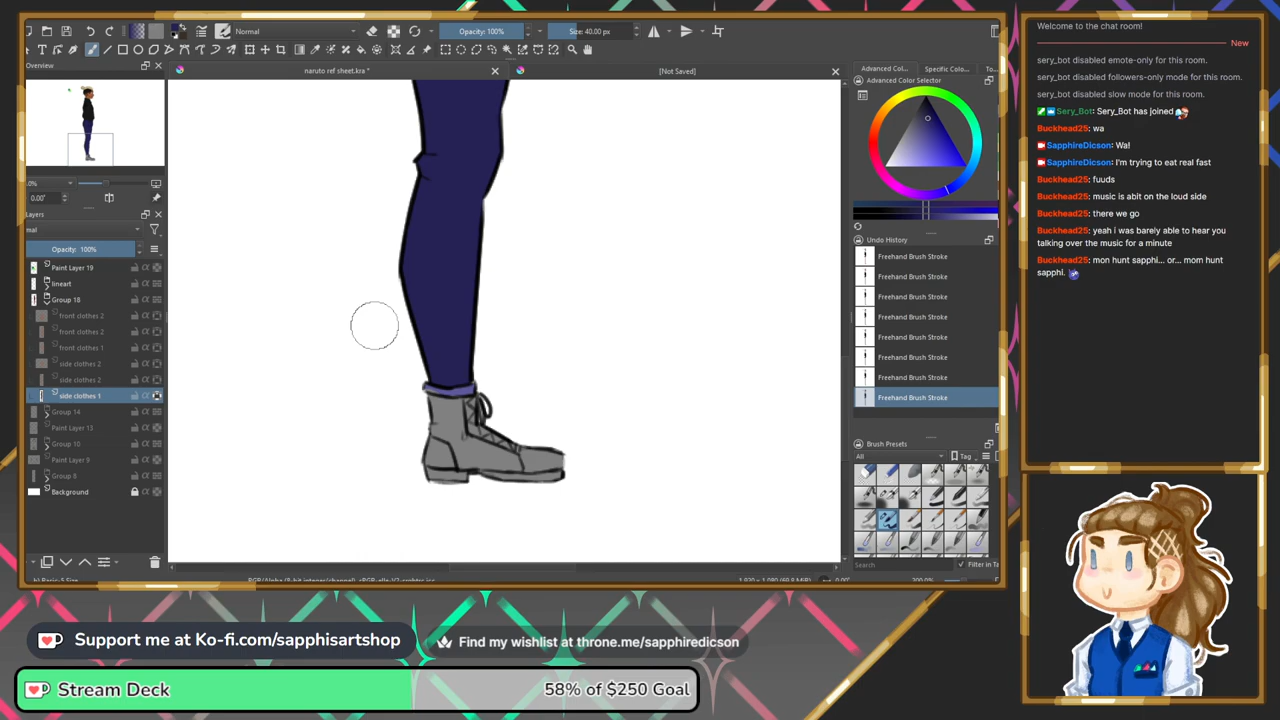 Normal
Opacity: 100%
Size: 40.00 px
Overview
naruto ref sheet.kra *
[Not Saved]
Advanced Col...
Specific Colo...
To...
Advanced Color Selector
0.00°
Layers
Opacity: 100%
Paint Layer 19
lineart
Group 18
front clothes 2
front clothes 2
front clothes 1
side clothes 2
side clothes 2
side clothes 1
Group 14
Paint Layer 13
Group 10
Paint Layer 9
Group 8
Background
Undo History
Freehand Brush Stroke
Freehand Brush Stroke
Freehand Brush Stroke
Freehand Brush Stroke
Freehand Brush Stroke
Freehand Brush Stroke
Freehand Brush Stroke
Freehand Brush Stroke
Brush Presets
All
Tag
Search
Filter in Ta
Welcome to the chat room!
New
sery_bot disabled emote-only for this room.
sery_bot disabled followers-only mode for this room.
sery_bot disabled slow mode for this room.
Sery_Bot: Sery_Bot has joined
Buckhead25: wa
SapphireDicson: Wa!
SapphireDicson: I'm trying to eat real fast
Buckhead25: fuuds
Buckhead25: music is abit on the loud side
Buckhead25: there we go
Buckhead25: yeah i was barely able to hear you
talking over the music for a minute
Buckhead25: mon hunt sapphi... or... mom hunt
sapphi.
Support me at Ko-fi.com/sapphisartshop
Find my wishlist at throne.me/sapphiredicson
Stream Deck
58% of $250 Goal